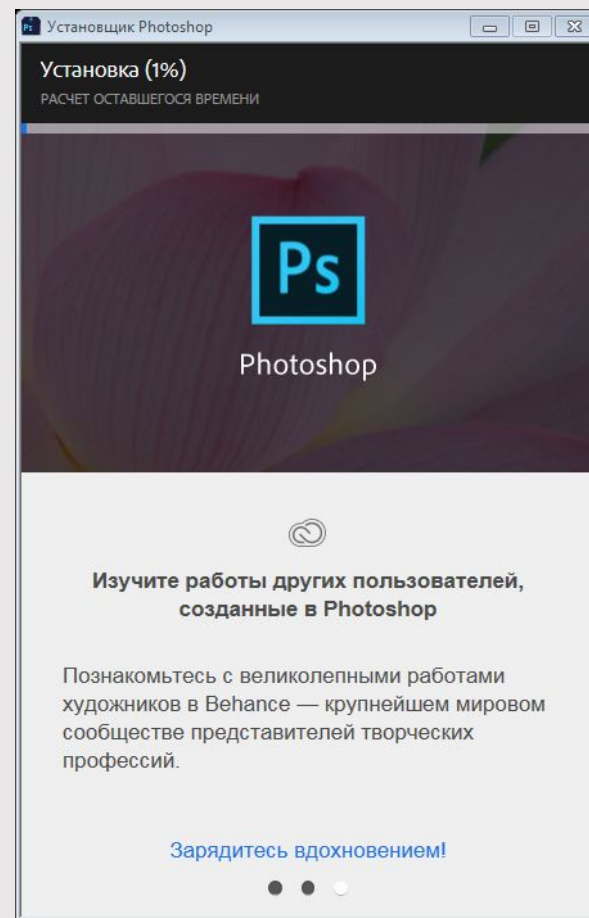 Ps Установщик Photoshop
Установка (1%)
РАСЧЕТ ОСТАВШЕГОСЯ ВРЕМЕНИ
Ps
Photoshop
Изучите работы других пользователей,
созданные в Photoshop
Познакомьтесь с великолепными работами
художников в Behance — крупнейшем мировом
сообществе представителей творческих
профессий.
Зарядитесь вдохновением!